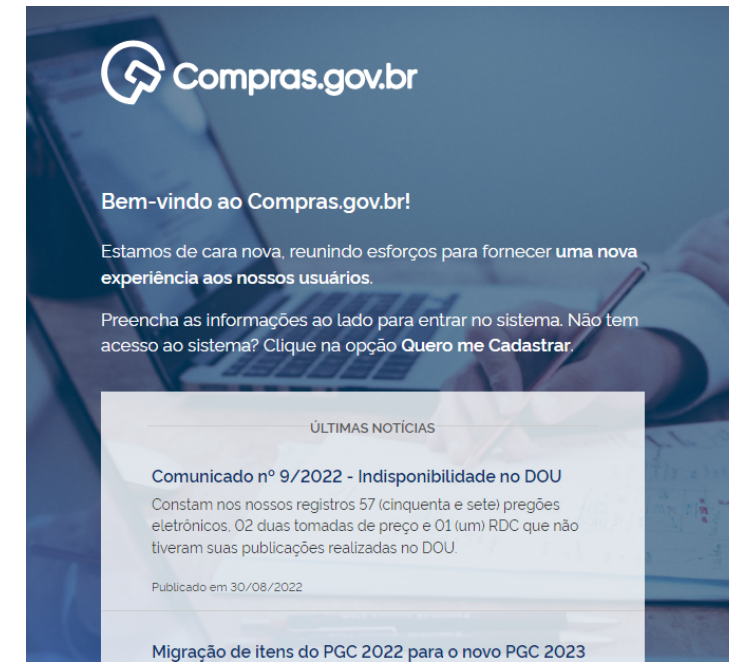 Compras.gov.br
Bem-vindo ao Compras.gov.br!
Estamos de cara nova, reunindo esforços para fornecer uma nova
experiência aos nossos usuários.
Preencha as informações ao lado para entrar no sistema. Não tem
acesso ao sistema? Clique na opção Quero me Cadastrar.
ÚLTIMAS NOTÍCIAS
Comunicado nº 9/2022 - Indisponibilidade no DOU
Constam nos nossos registros 57 (cinquenta e sete) pregões
eletrônicos, 02 duas tomadas de preço e 01 (um) RDC que não
tiveram suas publicações realizadas no DOU.
Publicado em 30/08/2022
Migração de itens do PGC 2022 para o novo PGC 2023